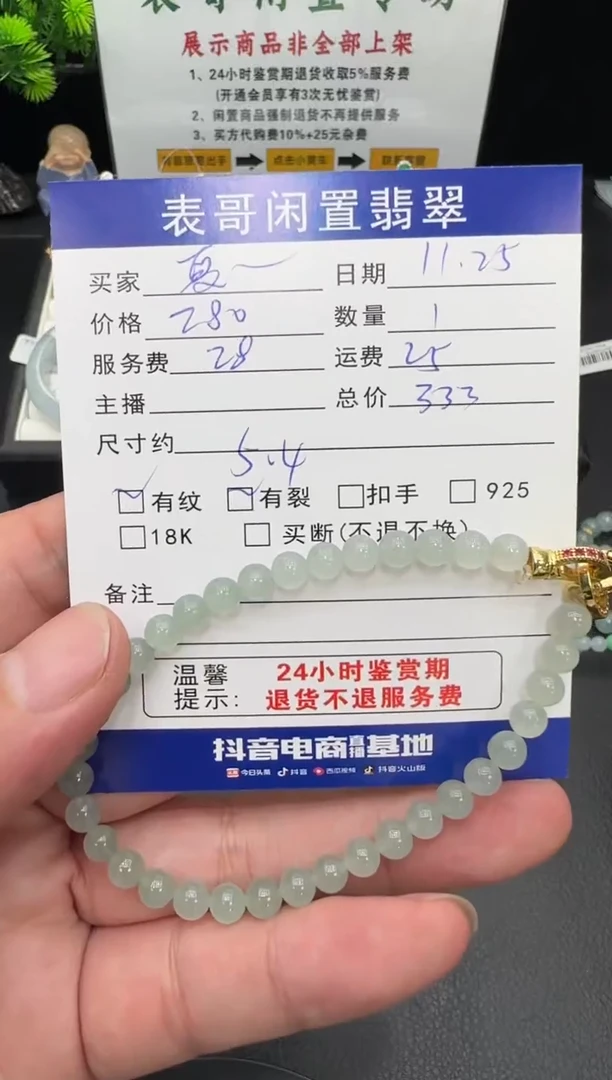 展示商品非全部上架
1、24小时鉴赏期退货收取5%服务费
(开通会员享有3次无忧鉴赏)
2、闲置商品强制退货不再提供服务
3、买方代购费10%+25元杂费
点击小黄车
表哥闲置翡翠
买家 夏一 日期 11.25
价格 280 数量 1
服务费 28 运费 25
主播 总价 333
尺寸约 5.4
有纹 有裂 扣手 925
18K 买断(不退不换)
备注
温馨 24小时鉴赏期
提示: 退货不退服务费
抖音电商直播基地
今日头条 抖音 西瓜视频 抖音火山版